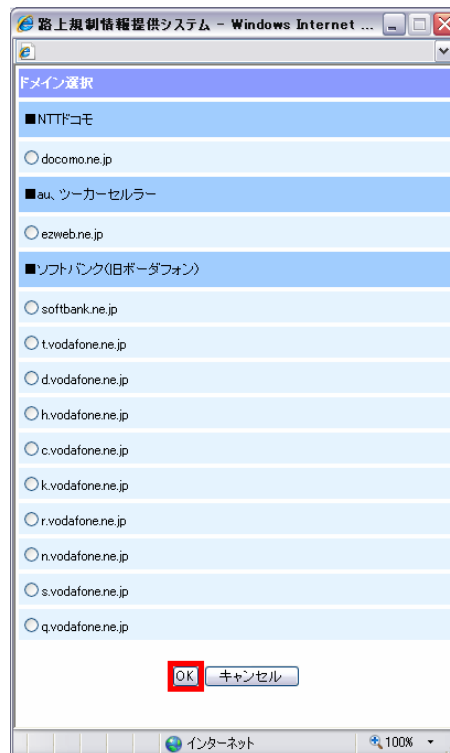 路上規制情報提供システム - Windows Internet ...
ドメイン選択
■NTTドコモ
docomo.ne.jp
■au、ツーカーセルラー
ezweb.ne.jp
■ソフトバンク(旧ボーダフォン)
softbank.ne.jp
t.vodafone.ne.jp
d.vodafone.ne.jp
h.vodafone.ne.jp
c.vodafone.ne.jp
k.vodafone.ne.jp
r.vodafone.ne.jp
n.vodafone.ne.jp
s.vodafone.ne.jp
q.vodafone.ne.jp
OK キャンセル
インターネット 100%